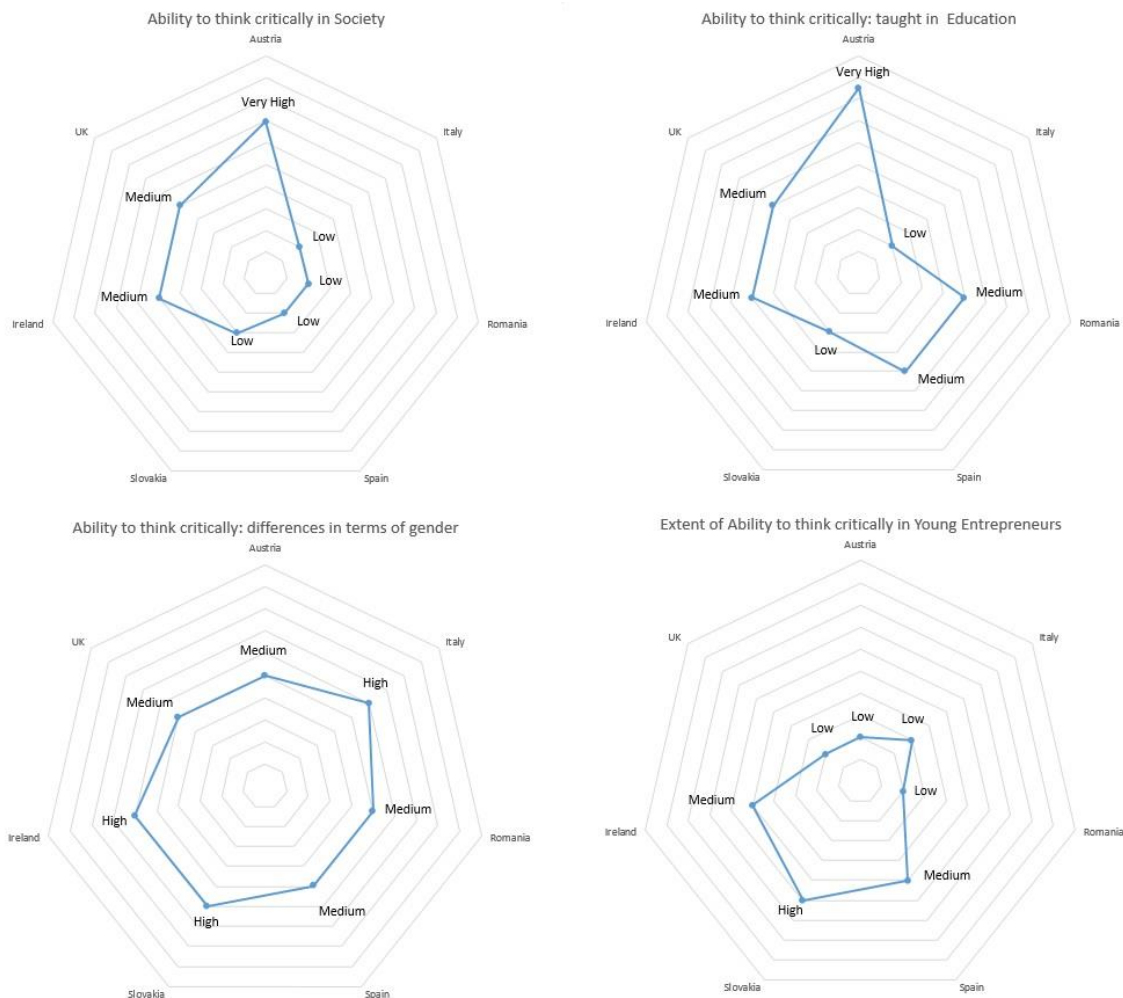 Ability to think critically in Society
Austria
Very High
UK
Italy
Medium
Low
Low
Medium
Low
Low
Ireland
Romania
Slovakia
Spain
Ability to think critically: taught in Education
Austria
Very High
UK
Italy
Medium
Low
Medium
Medium
Low
Medium
Ireland
Romania
Slovakia
Spain
Ability to think critically: differences in terms of gender
Austria
UK
Italy
Medium
High
Medium
Medium
High
High
Medium
Ireland
Romania
Slovakia
Spain
Extent of Ability to think critically in Young Entrepreneurs
Austria
UK
Italy
Low
Low
Low
Low
Medium
Medium
High
Ireland
Romania
Slovakia
Spain